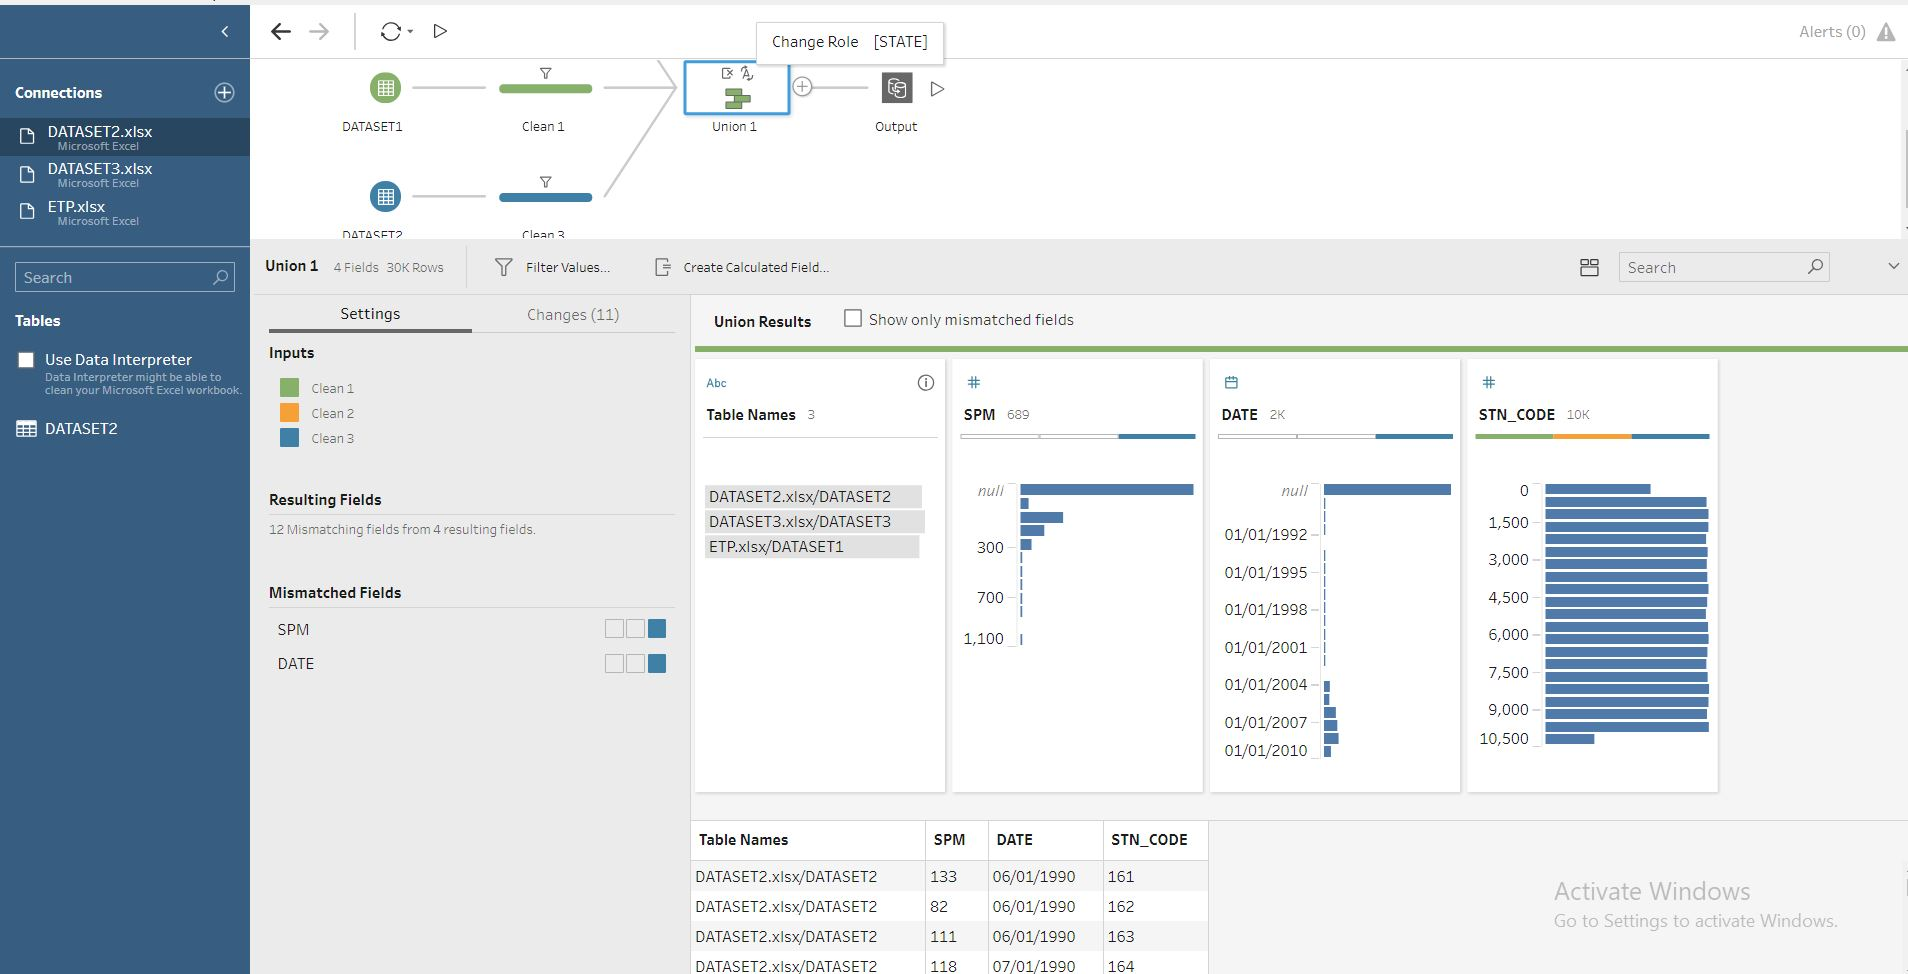 Alerts (0)
Change Role [STATE]
Connections
DATASET2.xlsx
Microsoft Excel
DATASET3.xlsx
Microsoft Excel
ETP.xlsx
Microsoft Excel
Search
Tables
Use Data Interpreter
Data Interpreter might be able to
clean your Microsoft Excel workbook.
DATASET2
DATASET1
Clean 1
Union 1
Output
DATASET2
Clean 3
Union 1 4 Fields 30K Rows
Filter Values...
Create Calculated Field...
Search
Settings
Changes (11)
Inputs
Clean 1
Clean 2
Clean 3
Resulting Fields
12 Mismatching fields from 4 resulting fields.
Mismatched Fields
SPM
DATE
Union Results
Show only mismatched fields
Abc
Table Names 3
DATASET2.xlsx/DATASET2
DATASET3.xlsx/DATASET3
ETP.xlsx/DATASET1
#
SPM 689
null
300
700
1,100
DATE 2K
null
01/01/1992
01/01/1995
01/01/1998
01/01/2001
01/01/2004
01/01/2007
01/01/2010
#
STN_CODE 10K
0
1,500
3,000
4,500
6,000
7,500
9,000
10,500
Table Names SPM DATE STN_CODE
DATASET2.xlsx/DATASET2 133 06/01/1990 161
DATASET2.xlsx/DATASET2 82 06/01/1990 162
DATASET2.xlsx/DATASET2 111 06/01/1990 163
DATASET2.xlsx/DATASET2 118 07/01/1990 164
Activate Windows
Go to Settings to activate Windows.